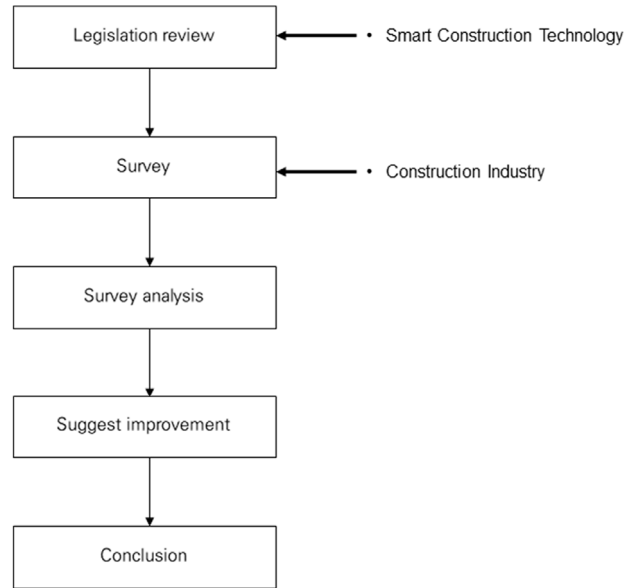 Legislation review
• Smart Construction Technology
Survey
• Construction Industry
Survey analysis
Suggest improvement
Conclusion